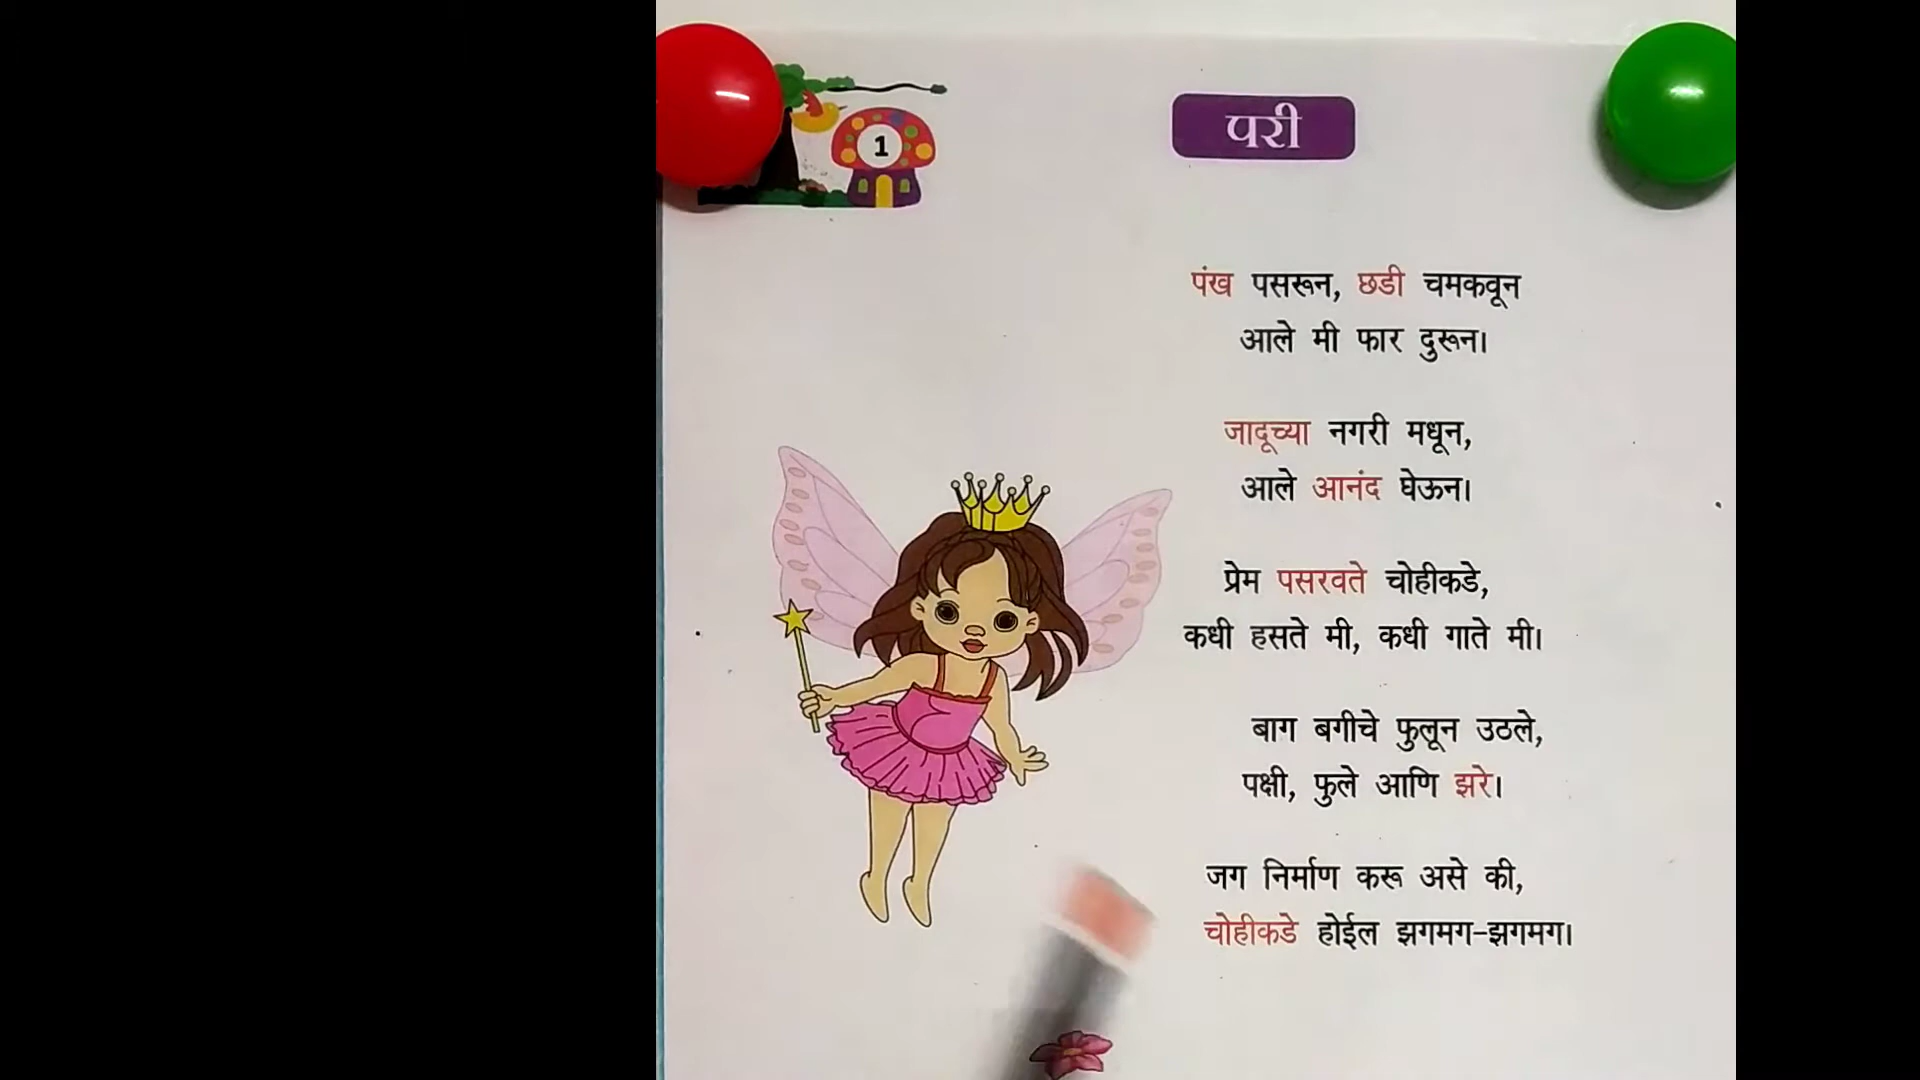 1
परी
पंख पसरून, छडी चमकवून
आले मी फार दुरून।
जादूच्या नगरी मधून,
आले आनंद घेऊन।
प्रेम पसरवते चोहीकडे,
कधी हसते मी, कधी गाते मी।
बाग बगीचे फुलून उठले,
पक्षी, फुले आणि झरे।
जग निर्माण करू असे की,
चोहीकडे होईल झगमग-झगमग।